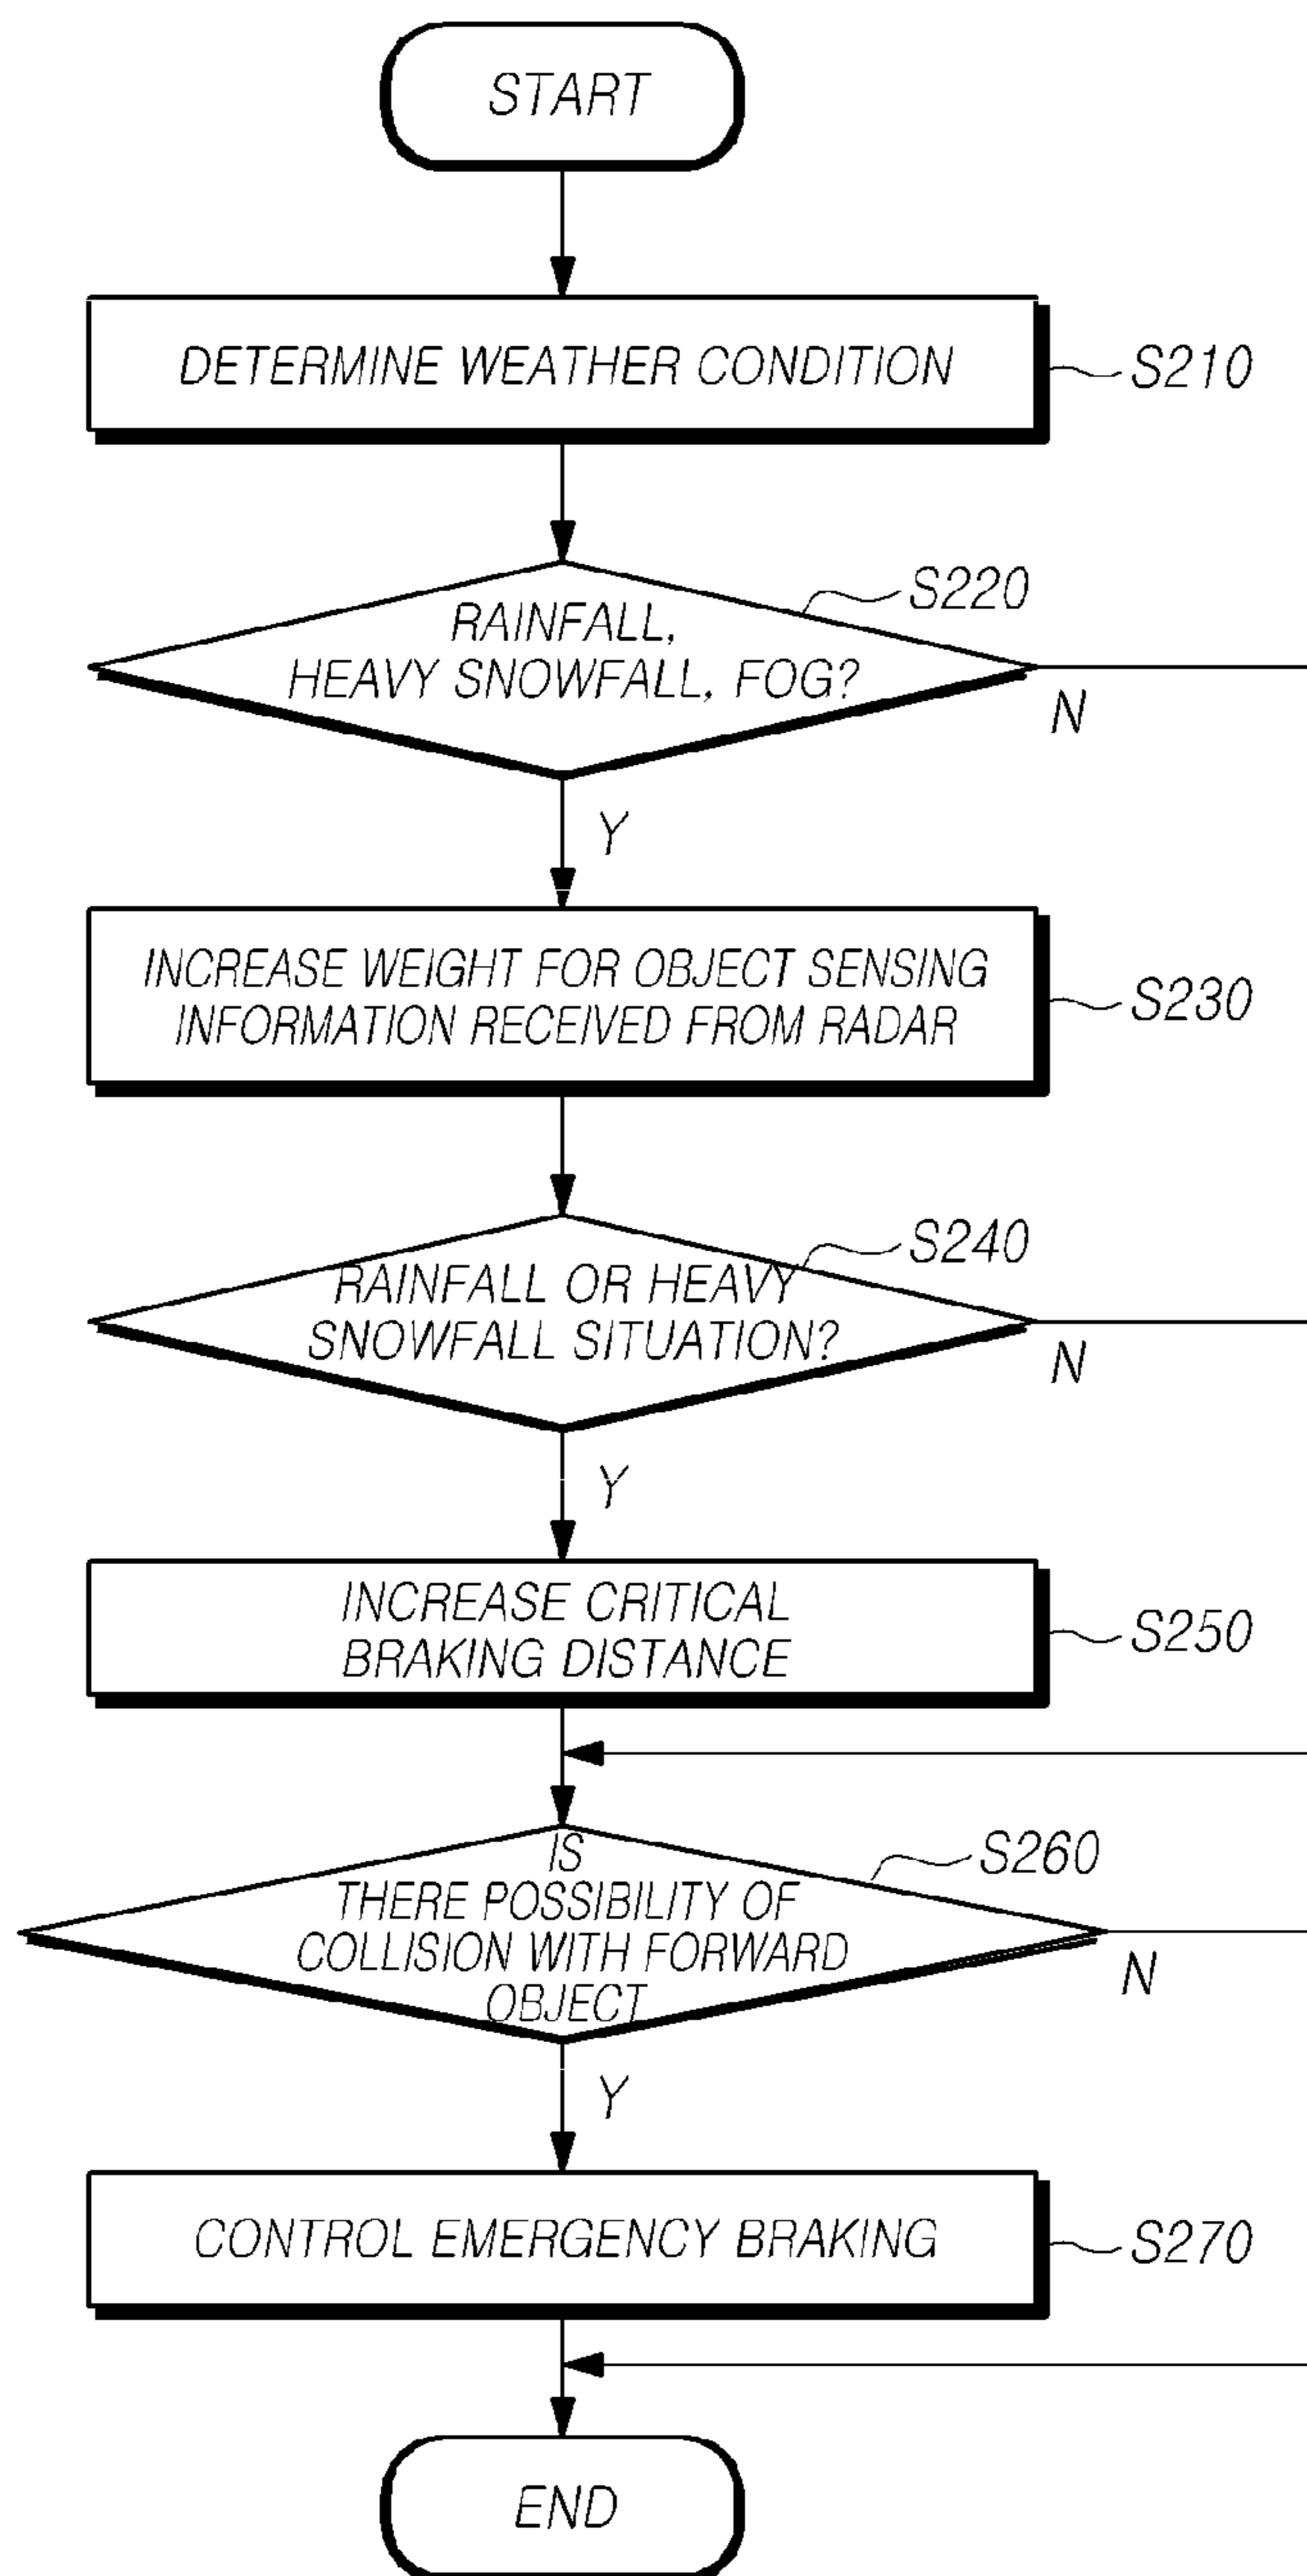 START
DETERMINE WEATHER CONDITION
S210
S220
RAINFALL,
HEAVY SNOWFALL, FOG?
N
Y
INCREASE WEIGHT FOR OBJECT SENSING
INFORMATION RECEIVED FROM RADAR
S230
S240
RAINFALL OR HEAVY
SNOWFALL SITUATION?
N
Y
INCREASE CRITICAL
BRAKING DISTANCE
S250
S260
IS
THERE POSSIBILITY OF
COLLISION WITH FORWARD
OBJECT
N
Y
CONTROL EMERGENCY BRAKING
S270
END